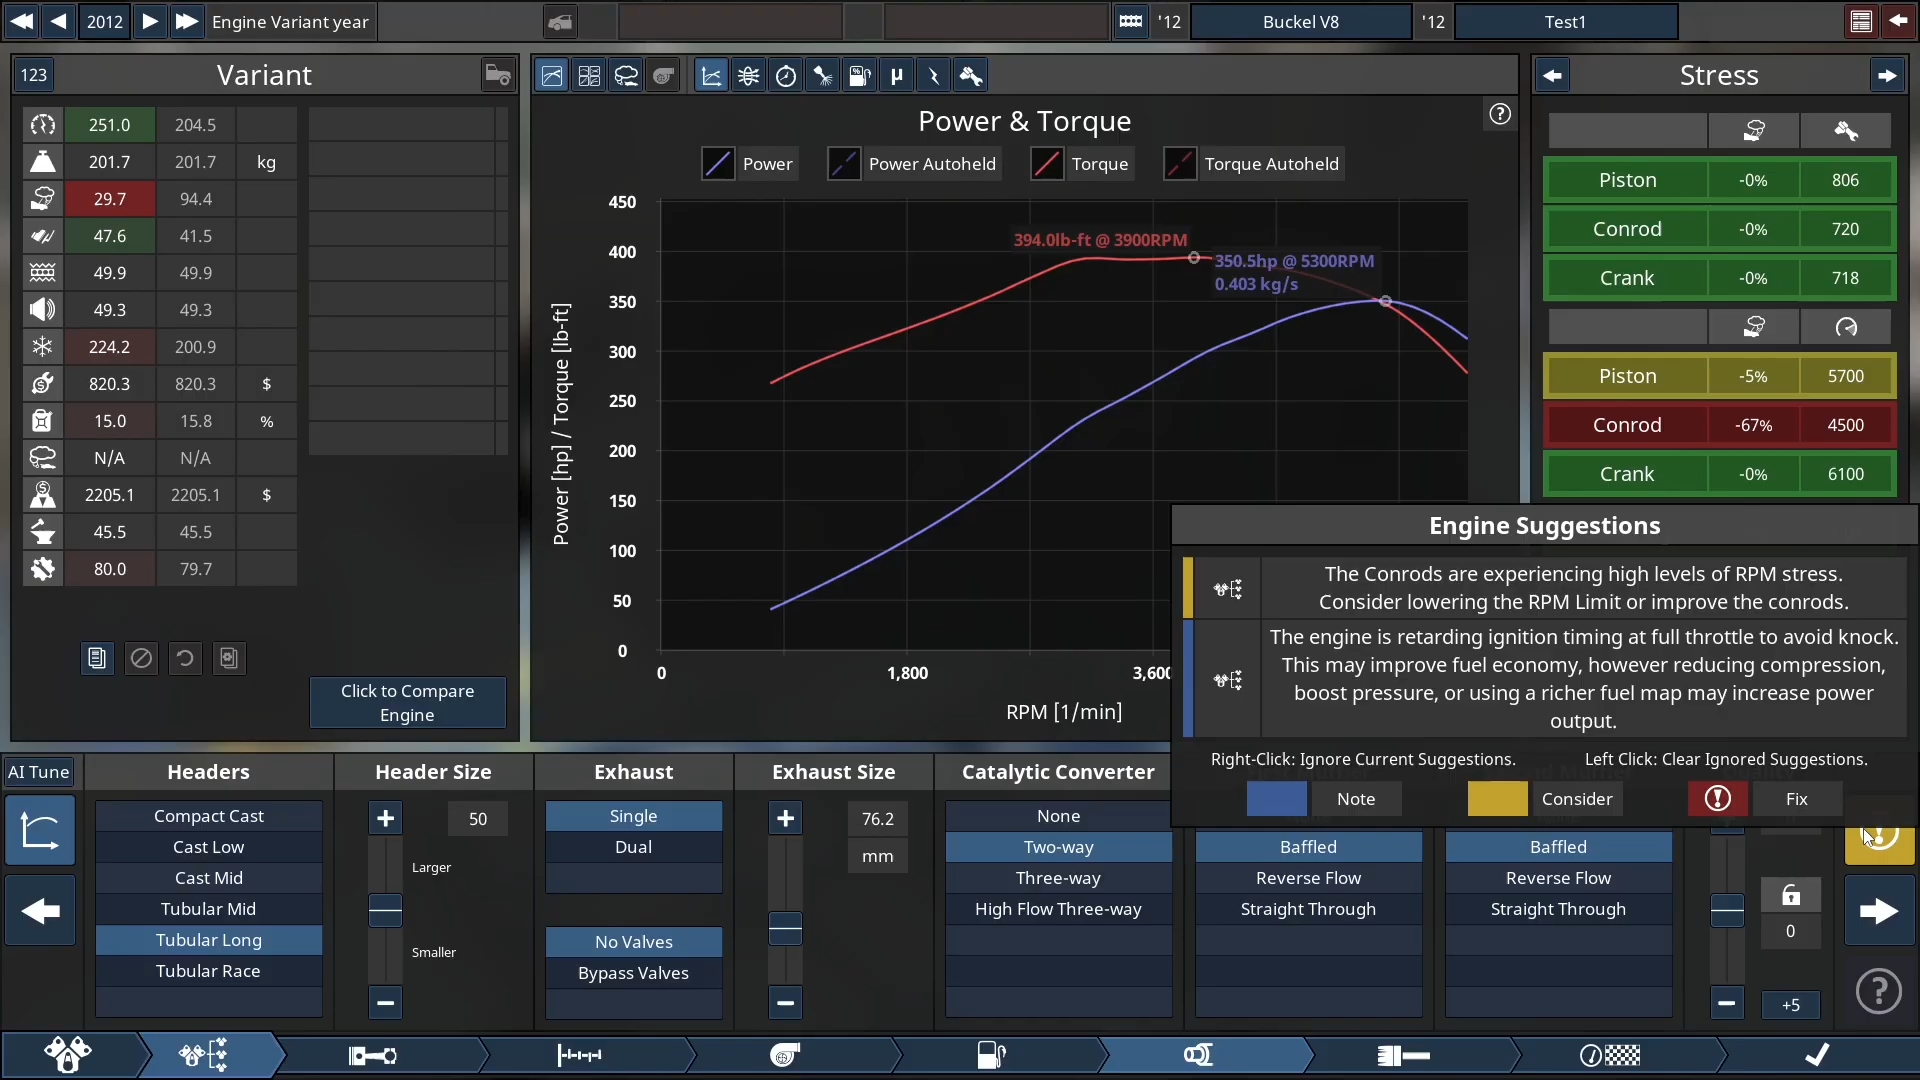 2012
Engine Variant year
'12
Buckel V8
'12
Test1
123
Variant
251.0 204.5
201.7 201.7 kg
29.7 94.4
47.6 41.5
49.9 49.9
49.3 49.3
224.2 200.9
820.3 820.3 $
15.0 15.8 %
N/A N/A
2205.1 2205.1 $
45.5 45.5
80.0 79.7
Click to Compare
Engine
µ
Power & Torque
?
Power
Power Autoheld
Torque
Torque Autoheld
Power [hp] / Torque [lb-ft]
450
400
350
300
250
200
150
100
50
0
394.0lb-ft @ 3900RPM
350.5hp @ 5300RPM
0.403 kg/s
0
1,800
3,600
RPM [1/min]
Stress
Piston -0% 806
Conrod -0% 720
Crank -0% 718
Piston -5% 5700
Conrod -67% 4500
Crank -0% 6100
Engine Suggestions
The Conrods are experiencing high levels of RPM stress.
Consider lowering the RPM Limit or improve the conrods.
The engine is retarding ignition timing at full throttle to avoid knock.
This may improve fuel economy, however reducing compression,
boost pressure, or using a richer fuel map may increase power
output.
Right-Click: Ignore Current Suggestions.
Left Click: Clear Ignored Suggestions.
Note
Consider
Fix
AI Tune
Headers
Compact Cast
Cast Low
Cast Mid
Tubular Mid
Tubular Long
Tubular Race
Header Size
50
Larger
Smaller
Exhaust
Single
Dual
No Valves
Bypass Valves
Exhaust Size
76.2
mm
Catalytic Converter
None
Two-way
Three-way
High Flow Three-way
Baffled
Reverse Flow
Straight Through
Baffled
Reverse Flow
Straight Through
0
+5
?